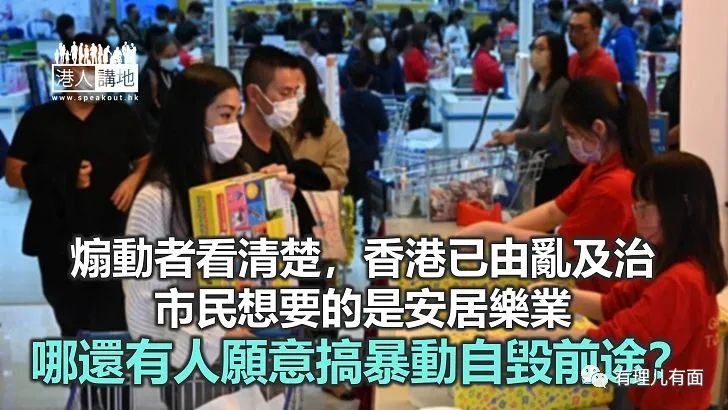 港人講地
www.speakout.hk
煽動者看清楚，香港已由亂及治
市民想要的是安居樂業
哪還有人願意搞暴動自毀前途？
有理凡有面